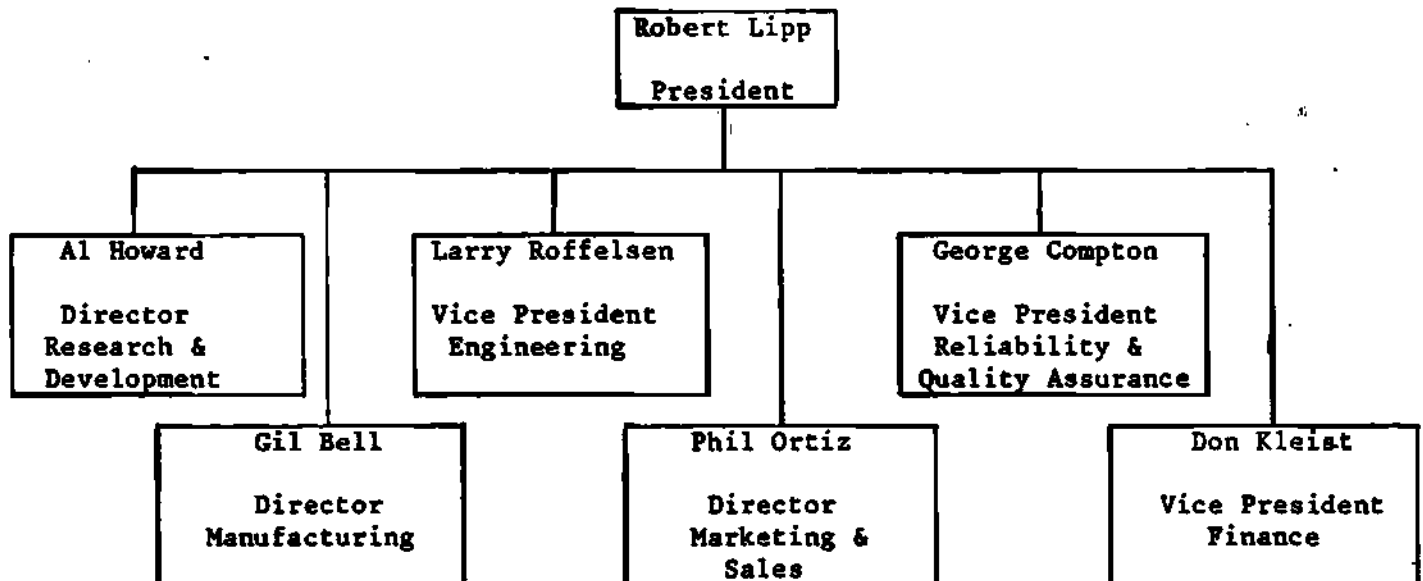 Robert Lipp
President
Al Howard
Director
Research &
Development
Larry Roffelsen
Vice President
Engineering
George Compton
Vice President
Reliability &
Quality Assurance
Gil Bell
Director
Manufacturing
Phil Ortiz
Director
Marketing &
Sales
Don Kleist
Vice President
Finance